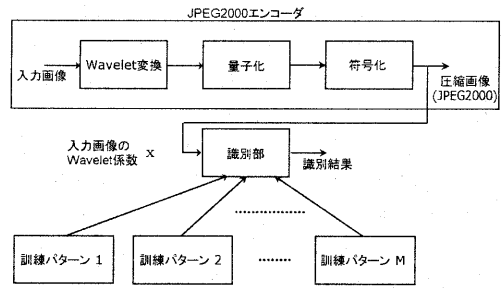 JPEG2000エンコーダ
入力画像
Wavelet変換
量子化
符号化
圧縮画像
(JPEG2000)
入力画像の
Wavelet係数 x
識別部
識別結果
訓練パターン 1
訓練パターン 2
訓練パターン M